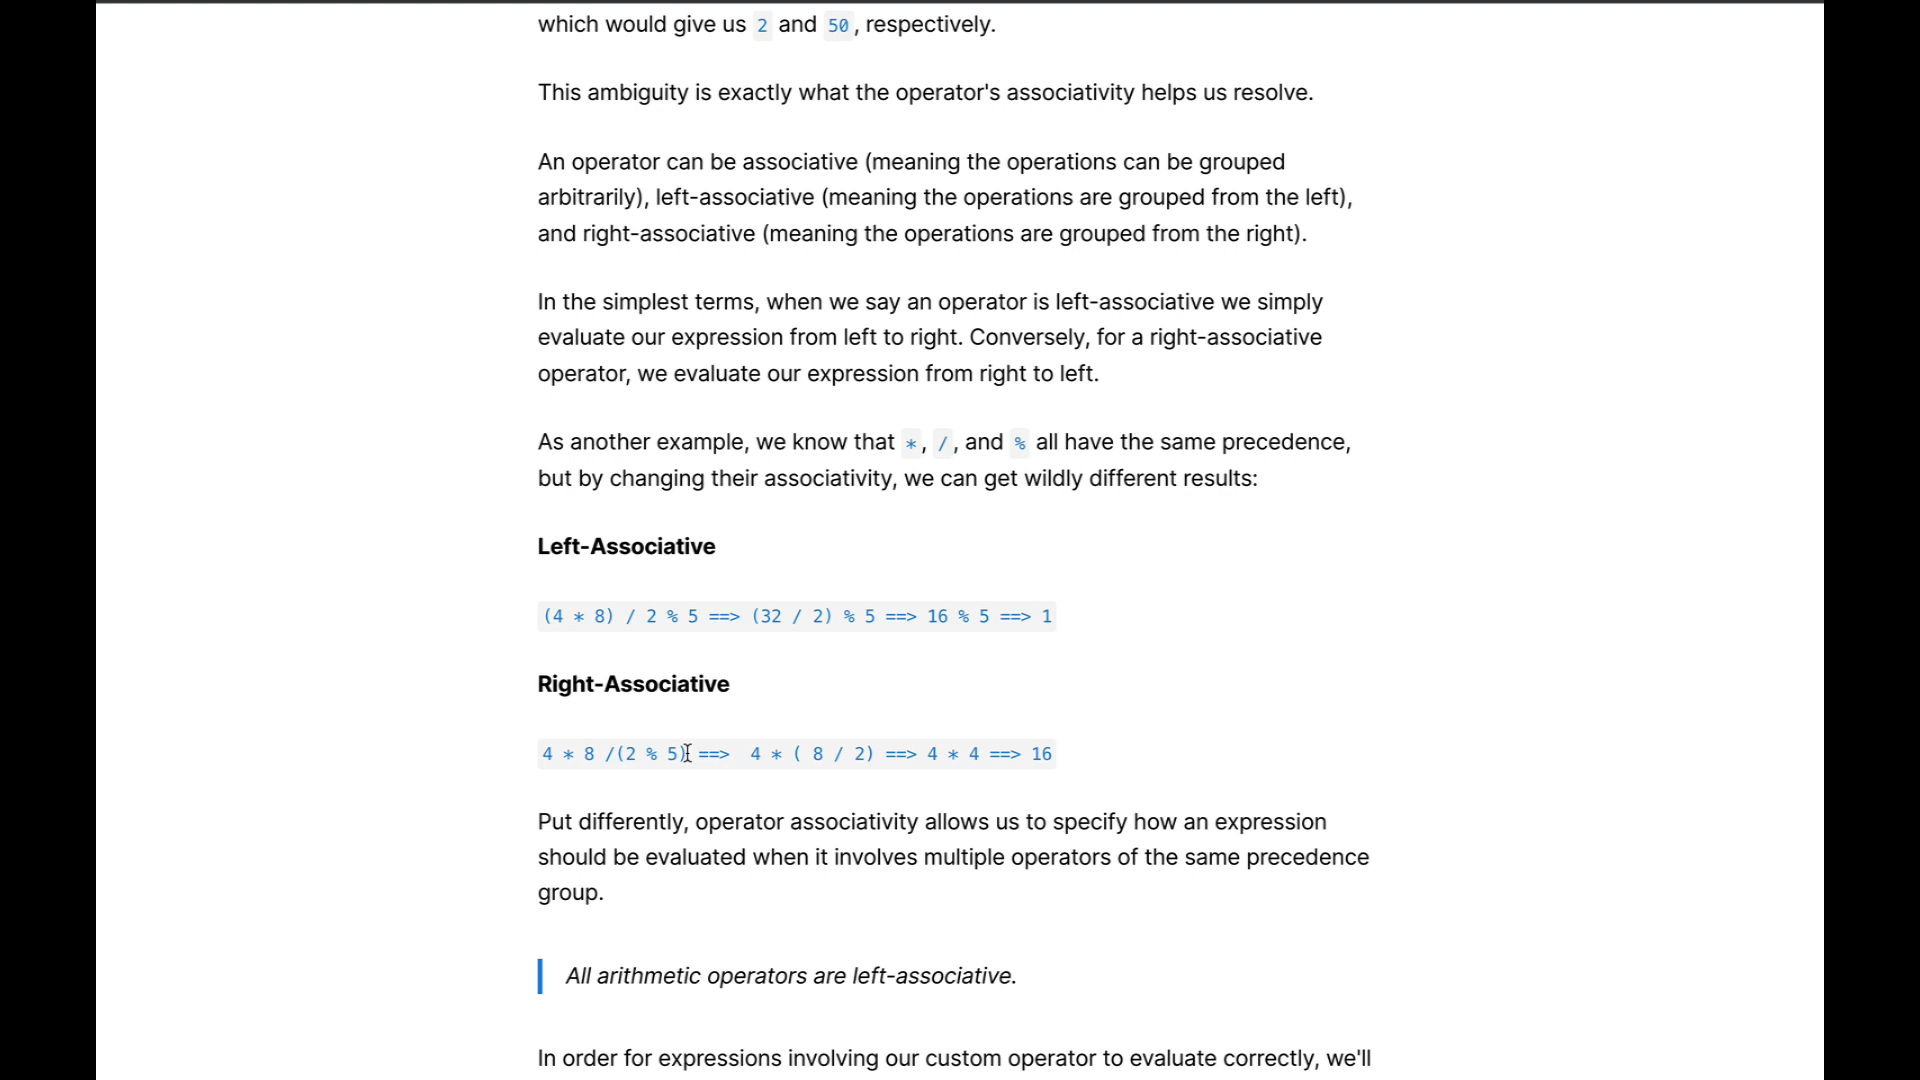 which would give us 2 and 50, respectively.
This ambiguity is exactly what the operator's associativity helps us resolve.
An operator can be associative (meaning the operations can be grouped
arbitrarily), left-associative (meaning the operations are grouped from the left),
and right-associative (meaning the operations are grouped from the right).
In the simplest terms, when we say an operator is left-associative we simply
evaluate our expression from left to right. Conversely, for a right-associative
operator, we evaluate our expression from right to left.
As another example, we know that *, /, and % all have the same precedence,
but by changing their associativity, we can get wildly different results:
Left-Associative
(4 * 8) / 2 % 5 ==> (32 / 2) % 5 ==> 16 % 5 ==> 1
Right-Associative
4 * 8 /(2 % 5) ==>  4 * ( 8 / 2) ==> 4 * 4 ==> 16
Put differently, operator associativity allows us to specify how an expression
should be evaluated when it involves multiple operators of the same precedence
group.
All arithmetic operators are left-associative.
In order for expressions involving our custom operator to evaluate correctly, we'll